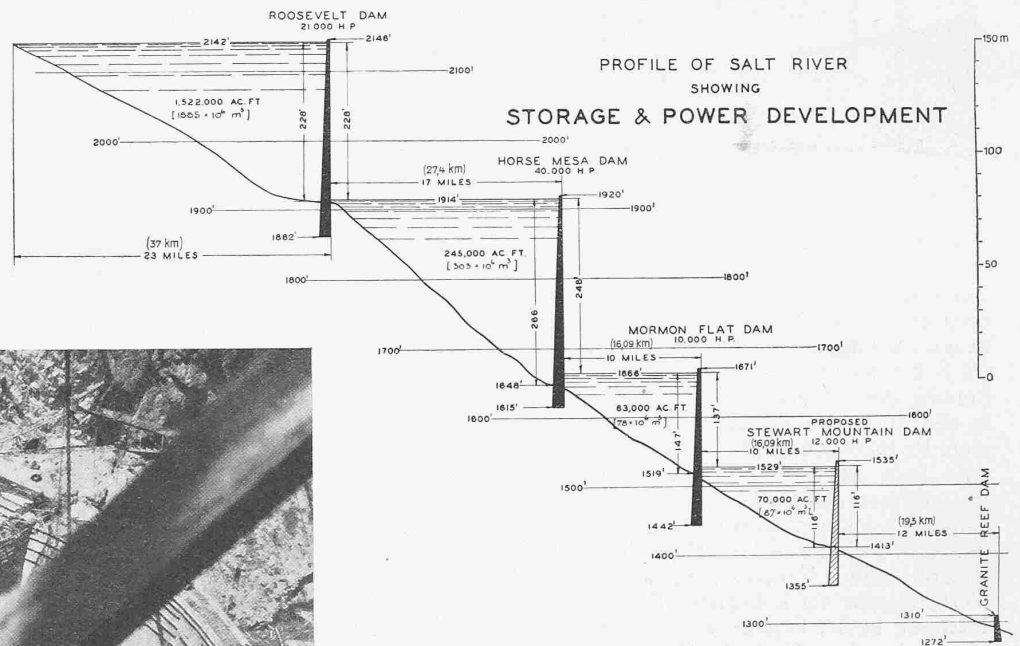 ROOSEVELT DAM
21.000 H.P
2142'
2146'
150 m
2100'
PROFILE OF SALT RIVER
SHOWING
STORAGE & POWER DEVELOPMENT
1,522,000 AC. FT.
[1885 × 10⁶ m³]
228'
228'
2000'
2000'
100
HORSE MESA DAM
40,000 H.P
(27,4 km)
17 MILES
1920'
1914'
1900'
1900'
1862'
(37 km)
23 MILES
245,000 AC. FT.
[303 × 10⁶ m³]
266'
248'
1800'
1800'
50
MORMON FLAT DAM
10,000 H.P.
(16,09 km)
10 MILES
1700'
1700'
1671'
1666'
1648'
0
1615'
1600'
1600'
63,000 AC. FT.
[78×10⁶ m³]
147'
137'
PROPOSED
STEWART MOUNTAIN DAM
12,000 H P
(16,09 km)
10 MILES
1535'
1529'
1519'
1500'
70,000 AC. FT
[87×10⁶ m³]
116'
116'
GRANITE REEF DAM
(19,3 km)
12 MILES
1442'
1413'
1400'
1355'
1310'
1300'
1272'